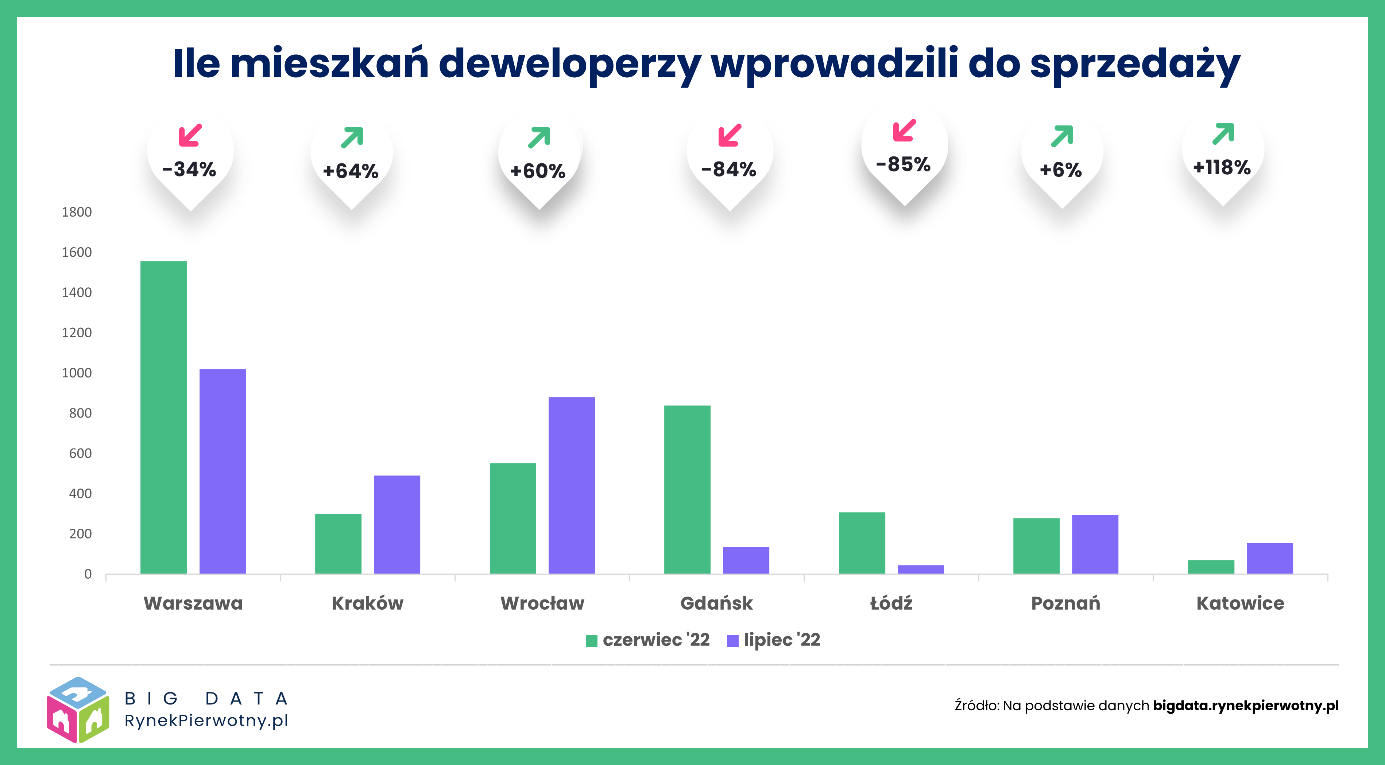 Ile mieszkań deweloperzy wprowadzili do sprzedaży
-34%
+64%
+60%
-84%
-85%
+6%
+118%
1800
1600
1400
1200
1000
800
600
400
200
0
Warszawa
Kraków
Wrocław
Gdańsk
Łódź
Poznań
Katowice
czerwiec '22
lipiec '22
BIG DATA
RynekPierwotny.pl
Źródło: Na podstawie danych bigdata.rynekpierwotny.pl